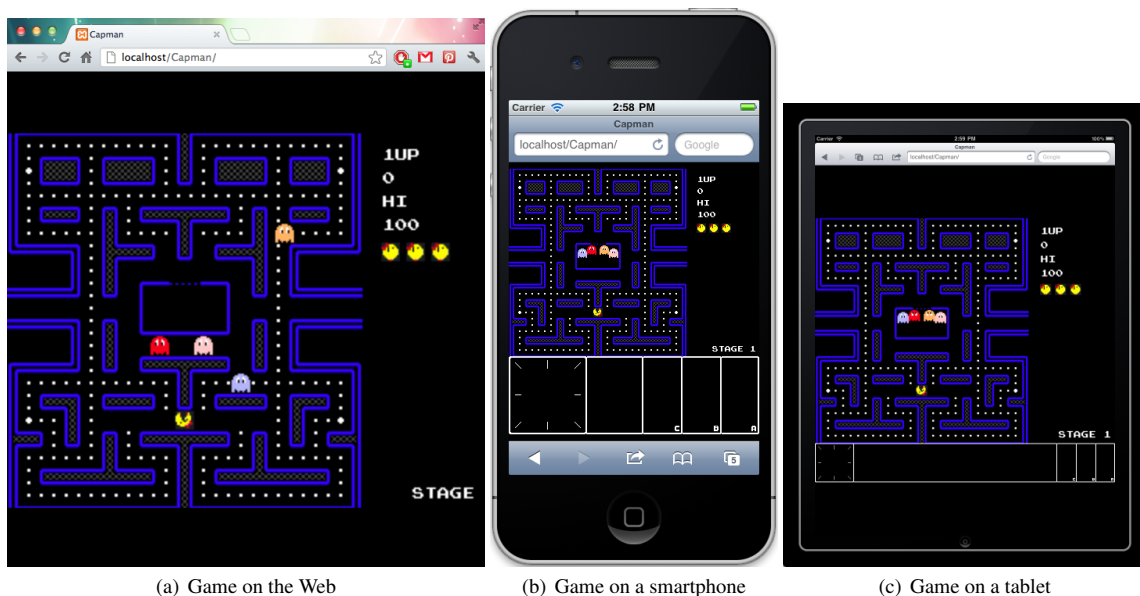 Capman
localhost/Capman/
1UP
0
HI
100
STAGE
Carrier
2:58 PM
Capman
localhost/Capman/
Google
1UP
0
HI
100
STAGE 1
C
B
A
5
Carrier
2:59 PM
100%
Capman
localhost/Capman/
Google
1UP
0
HI
100
STAGE 1
(a) Game on the Web
(b) Game on a smartphone
(c) Game on a tablet